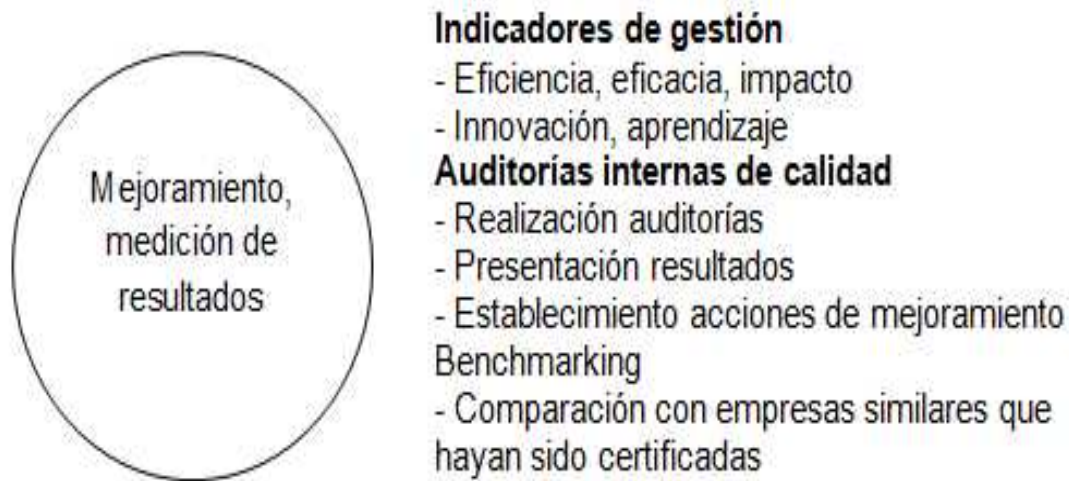 Mejoramiento,
medición de
resultados
Indicadores de gestión
- Eficiencia, eficacia, impacto
- Innovación, aprendizaje
Auditorías internas de calidad
- Realización auditorías
- Presentación resultados
- Establecimiento acciones de mejoramiento
Benchmarking
- Comparación con empresas similares que
hayan sido certificadas